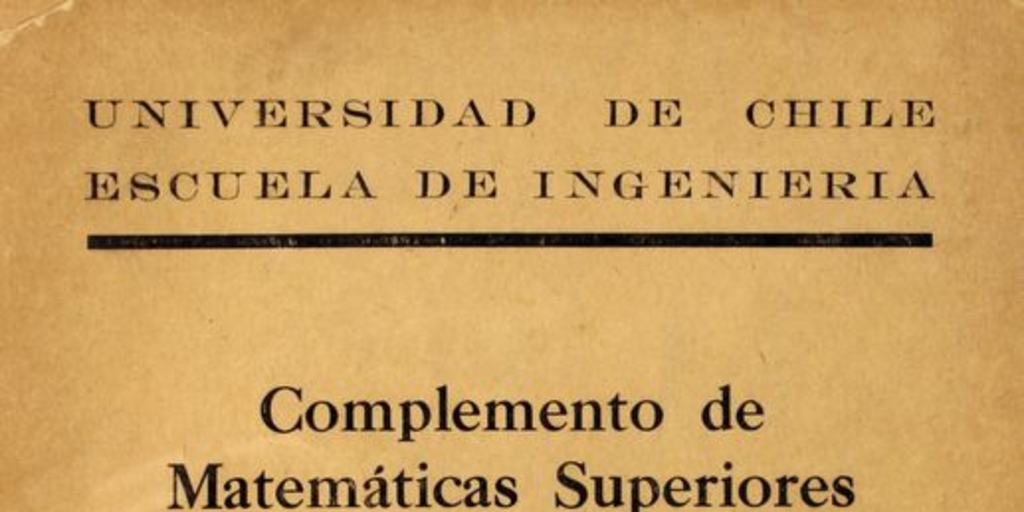 UNIVERSIDAD DE CHILE
ESCUELA DE INGENIERIA
Complemento de
Matemáticas Superiores